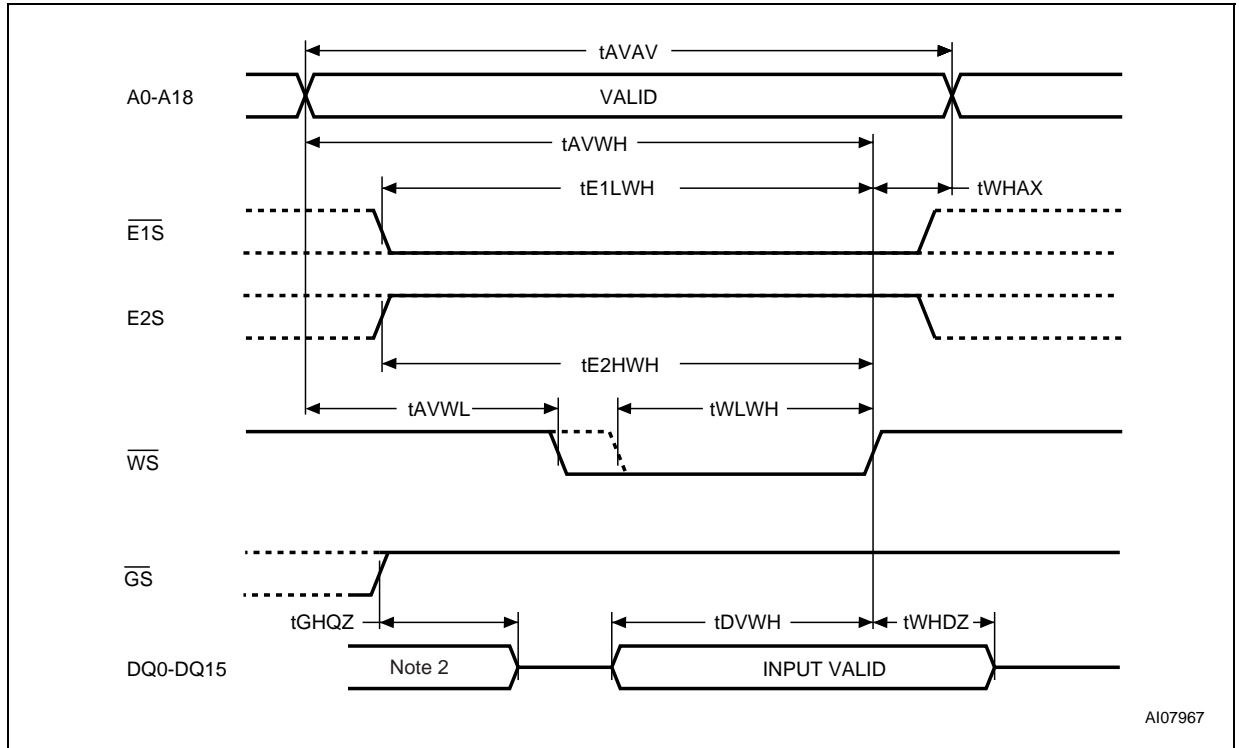 tAVAV
A0-A18
VALID
tAVWH
tE1LWH
tWHAX
E1S
E2S
tE2HWH
tAVWL
tWLWH
WS
GS
tGHQZ
tDVWH
tWHDZ
DQ0-DQ15
Note 2
INPUT VALID
AI07967